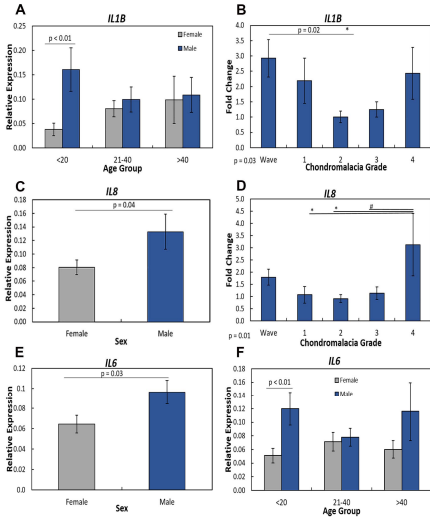 A IL1B
p < 0.01
Female
Male
Relative Expression
0.25
0.20
0.15
0.10
0.05
0.00
<20 21-40 >40
Age Group
B IL1B
p = 0.02 *
Fold Change
4.0
3.5
3.0
2.5
2.0
1.5
1.0
0.5
0.0
Wave 1 2 3 4
p = 0.03 Chondromalacia Grade
C IL8
p = 0.04
Relative Expression
0.18
0.16
0.14
0.12
0.10
0.08
0.06
0.04
0.02
0.00
Female Male
Sex
D IL8
* * #
Fold Change
5.0
4.5
4.0
3.5
3.0
2.5
2.0
1.5
1.0
0.5
0.0
Wave 1 2 3 4
p = 0.01 Chondromalacia Grade
E IL6
p = 0.03
Relative Expression
0.12
0.1
0.08
0.06
0.04
0.02
0.0
Female Male
Sex
F IL6
p < 0.01
Female
Male
Relative Expression
0.18
0.16
0.14
0.12
0.10
0.08
0.06
0.04
0.02
0.00
<20 21-40 >40
Age Group